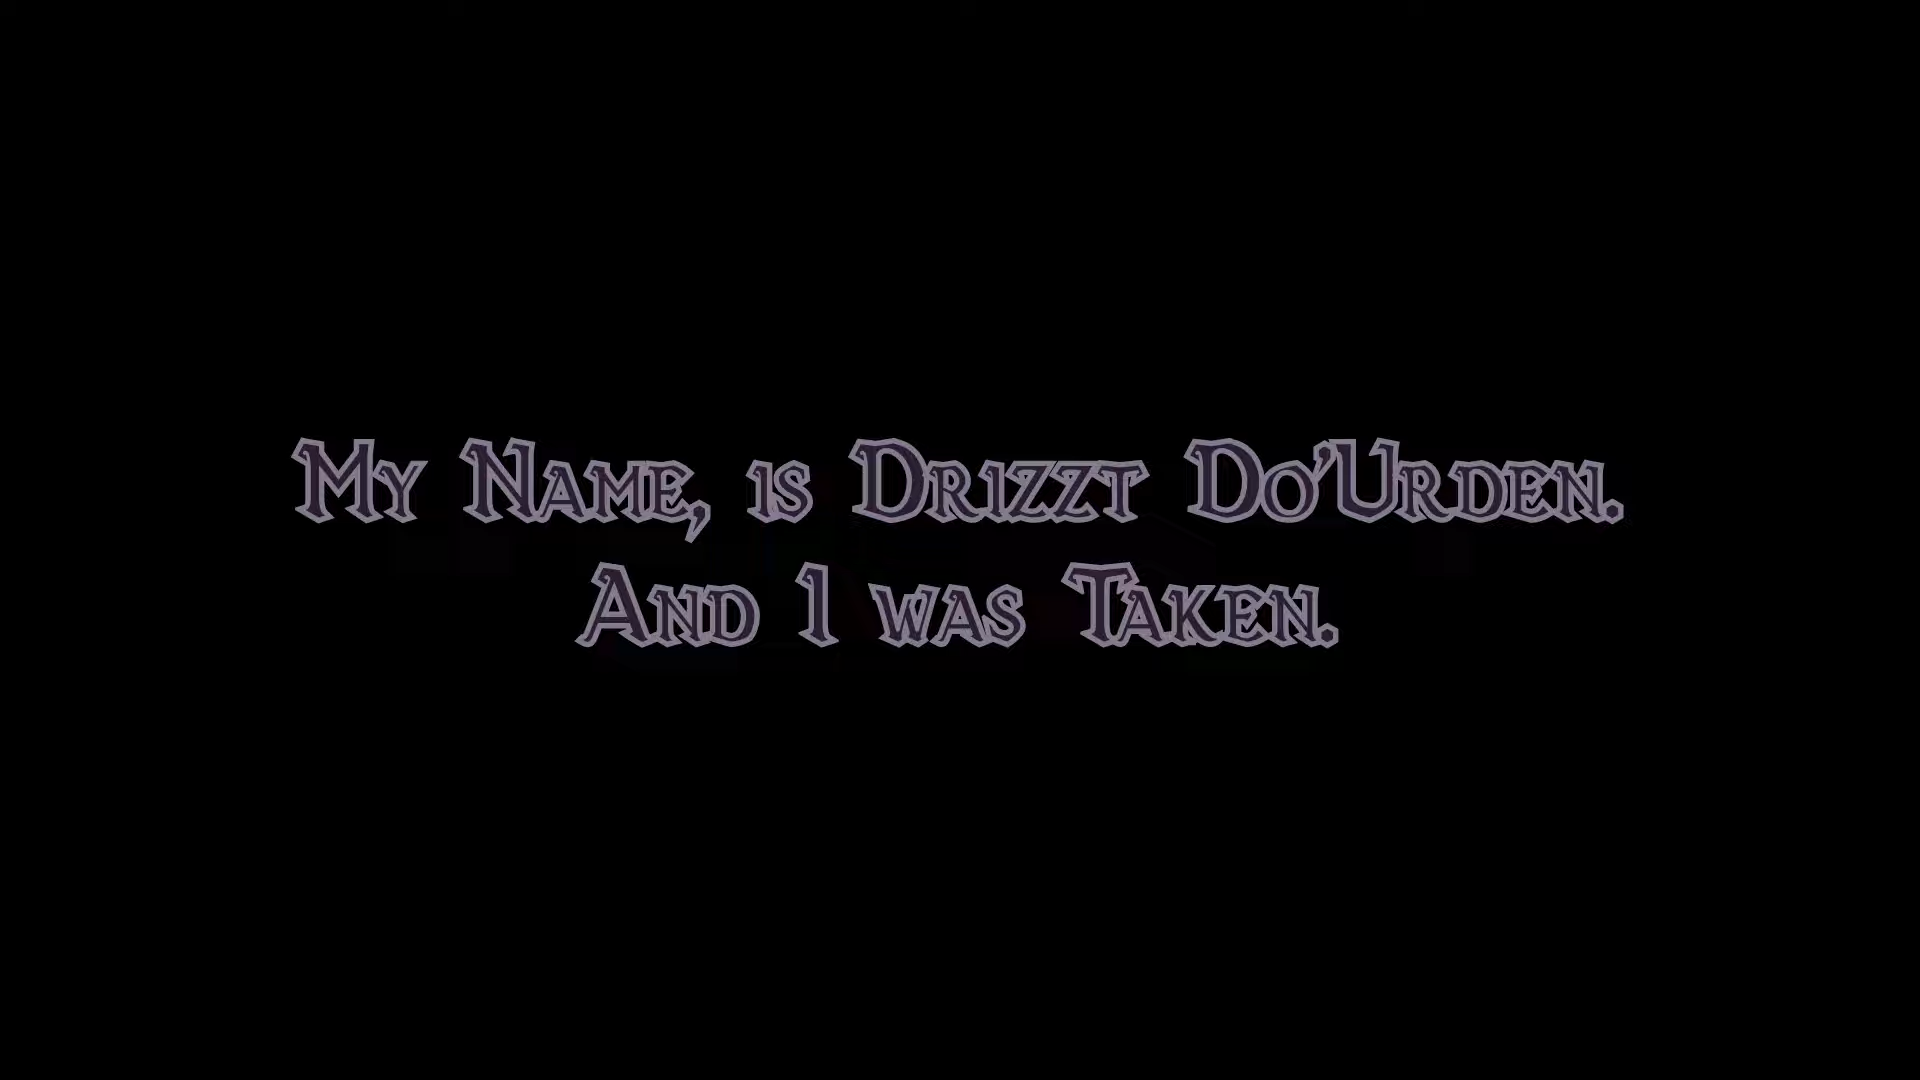 My Name, is Drizzt Do'Urden.
And I was Taken.